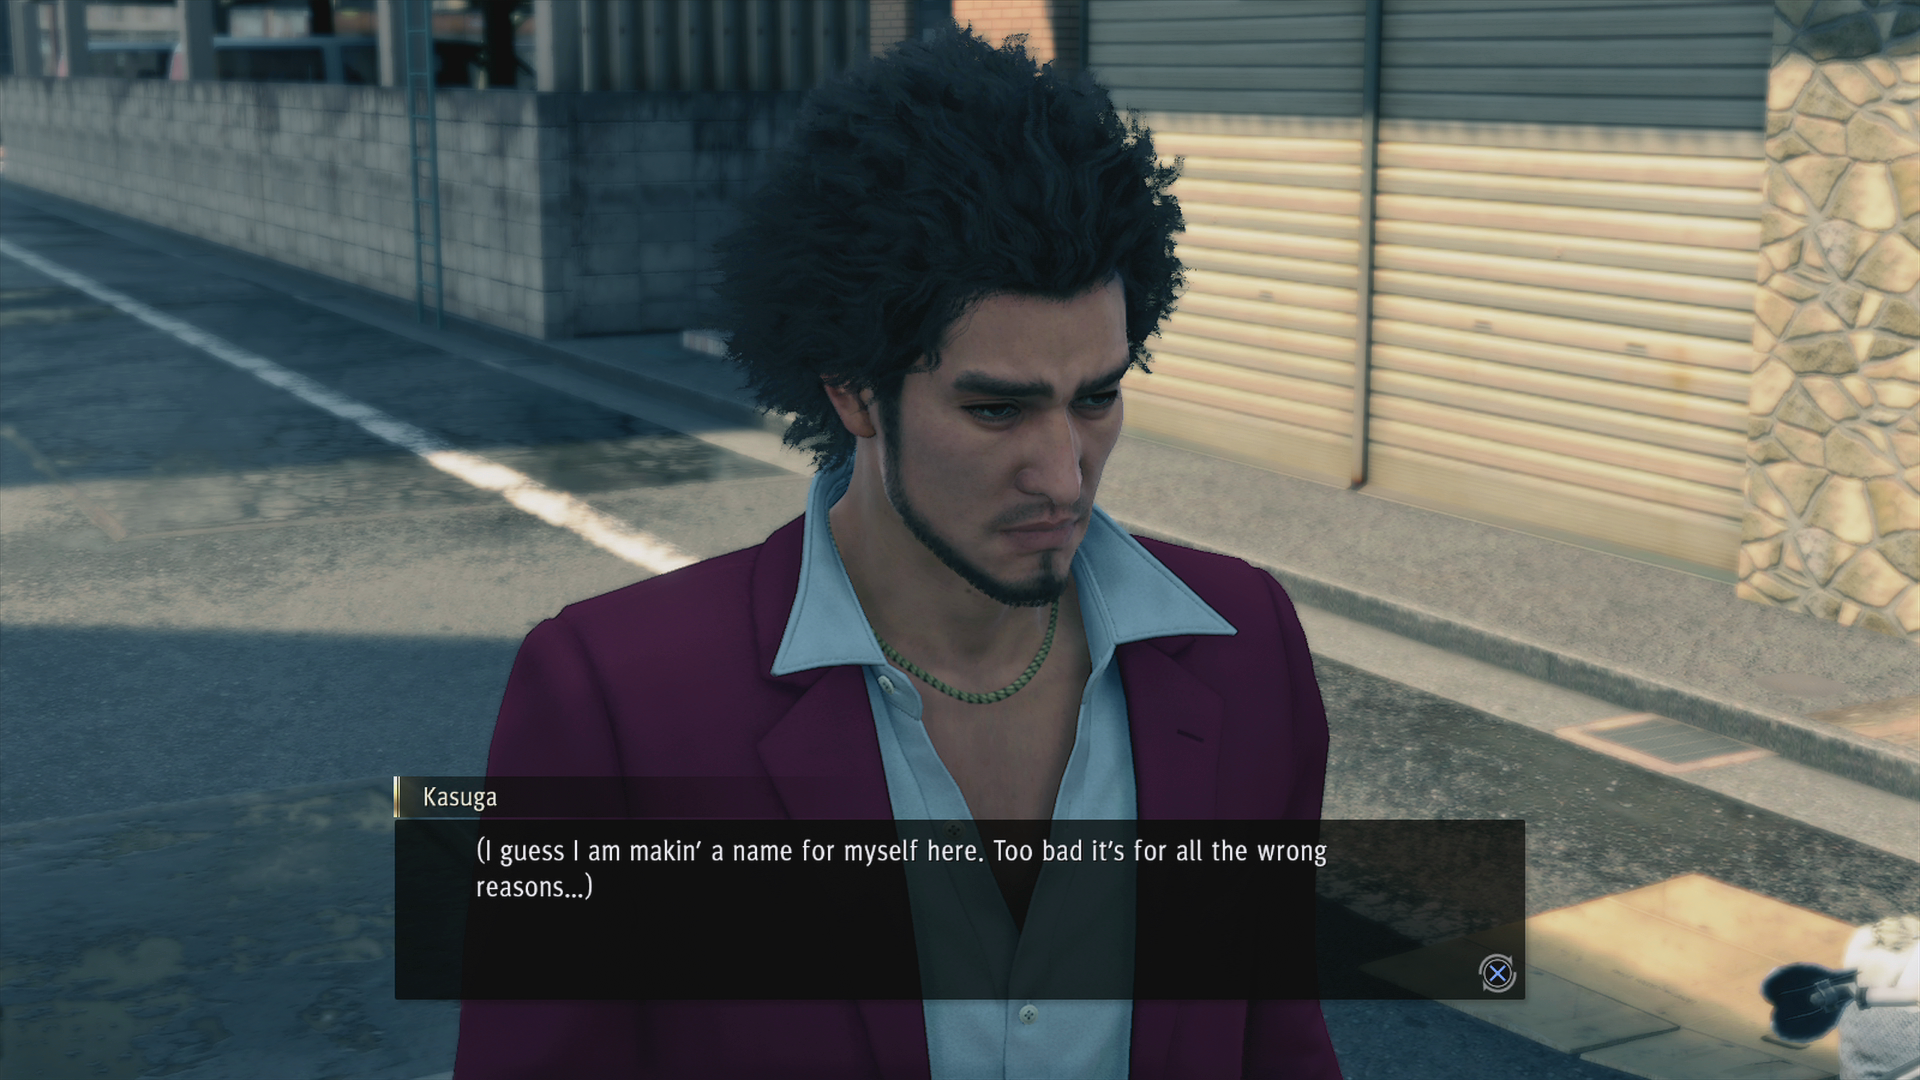 Kasuga
(I guess I am makin’ a name for myself here. Too bad it’s for all the wrong
reasons...)